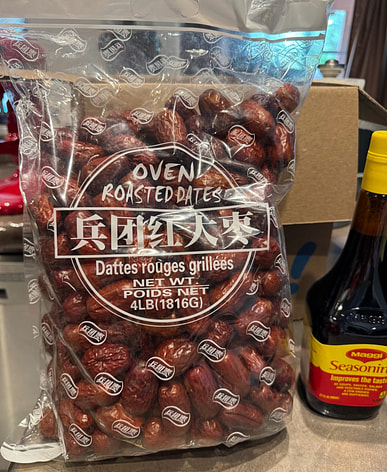 OVEN
ROASTED DATES
兵团红大枣
Dattes rouges grillées
NET WT.
POIDS NET
4LB(1816G)
MAGGI
Seasonin
Improves the taste